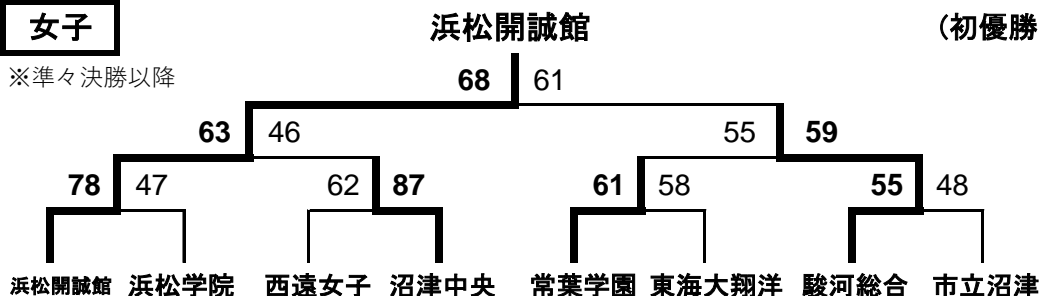 女子 浜松開誠館 (初優勝
※準々決勝以降
68 61
63 46 55 59
78 47 62 87 61 58 55 48
浜松開誠館 浜松学院 西遠女子 沼津中央 常葉学園 東海大翔洋 駿河総合 市立沼津